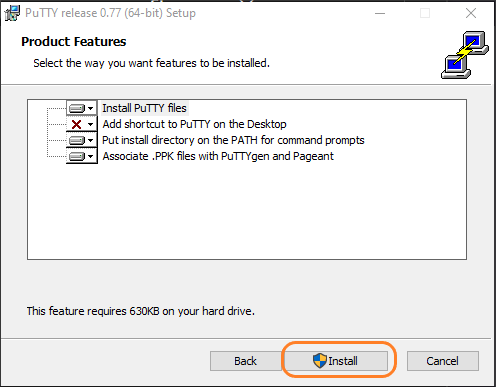 PuTTY release 0.77 (64-bit) Setup
Product Features
Select the way you want features to be installed.
Install PuTTY files
Add shortcut to PuTTY on the Desktop
Put install directory on the PATH for command prompts
Associate .PPK files with PuTTYgen and Pageant
This feature requires 630KB on your hard drive.
Back Install Cancel